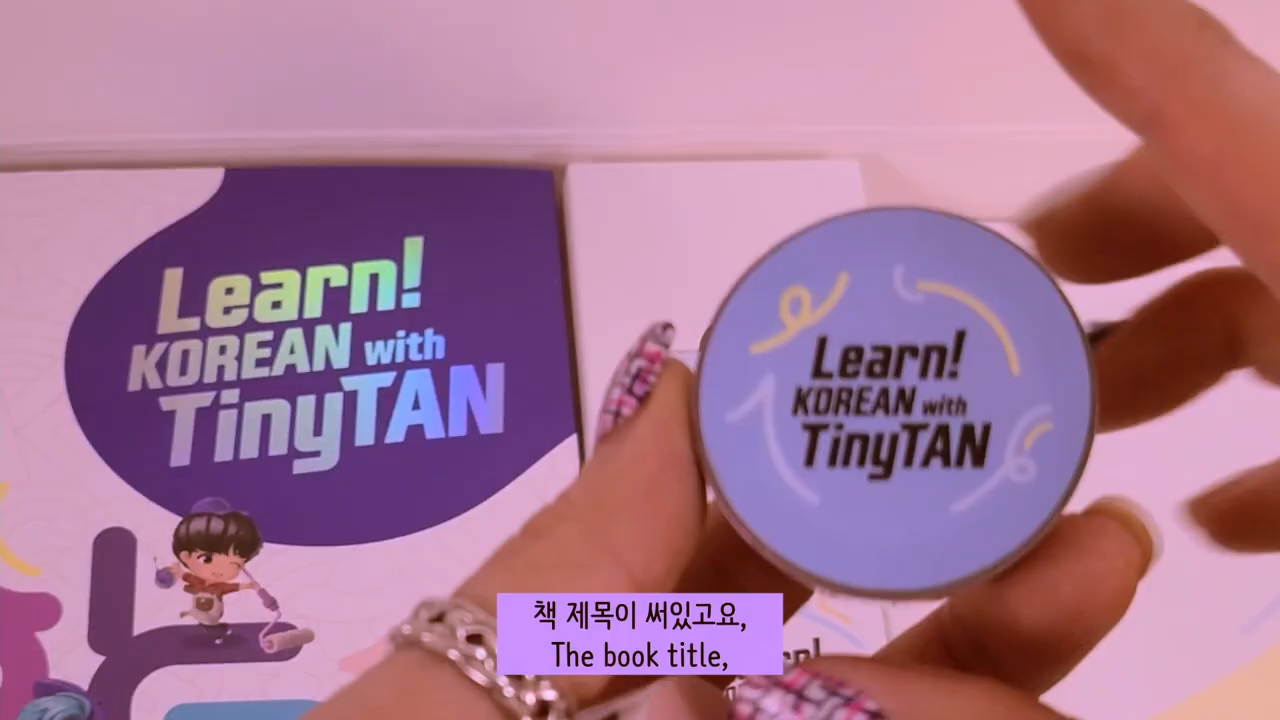 Learn!
KOREAN with
TinyTAN
Learn!
KOREAN with
TinyTAN
책 제목이 써있고요,
The book title,